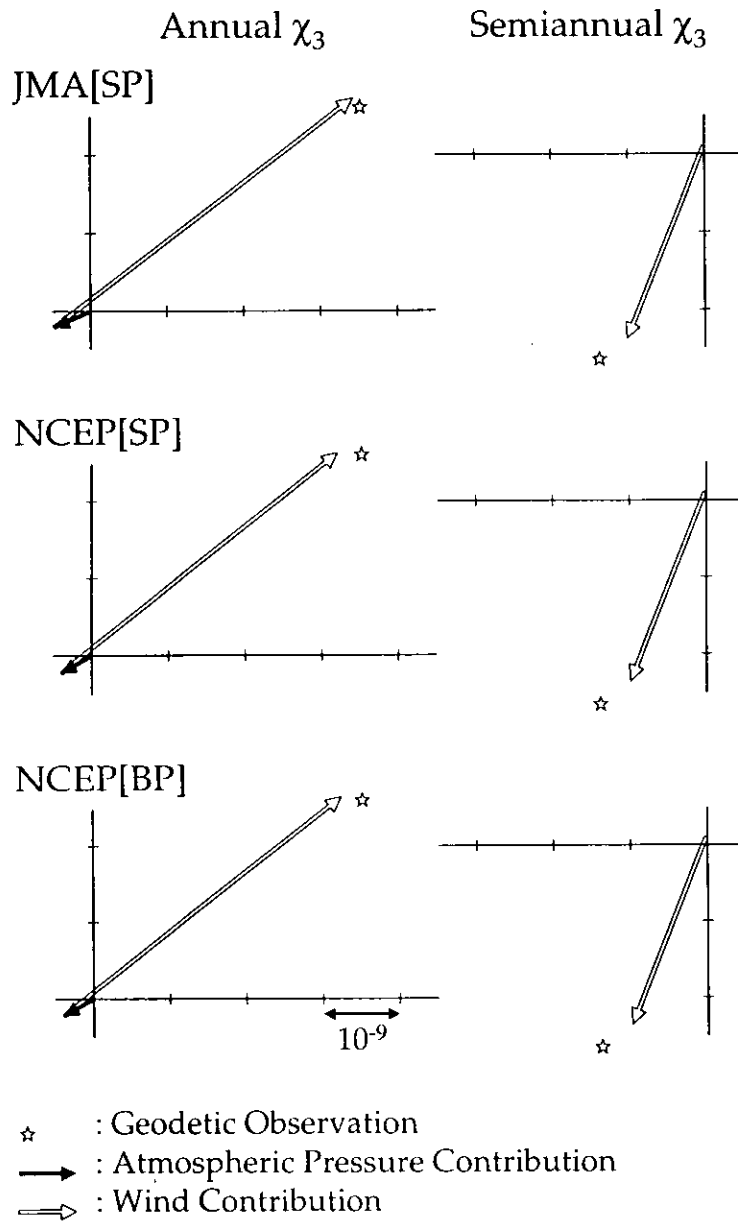 Annual χ₃ Semiannual χ₃
JMA[SP]
NCEP[SP]
NCEP[BP]
10⁻⁹
: Geodetic Observation
: Atmospheric Pressure Contribution
: Wind Contribution